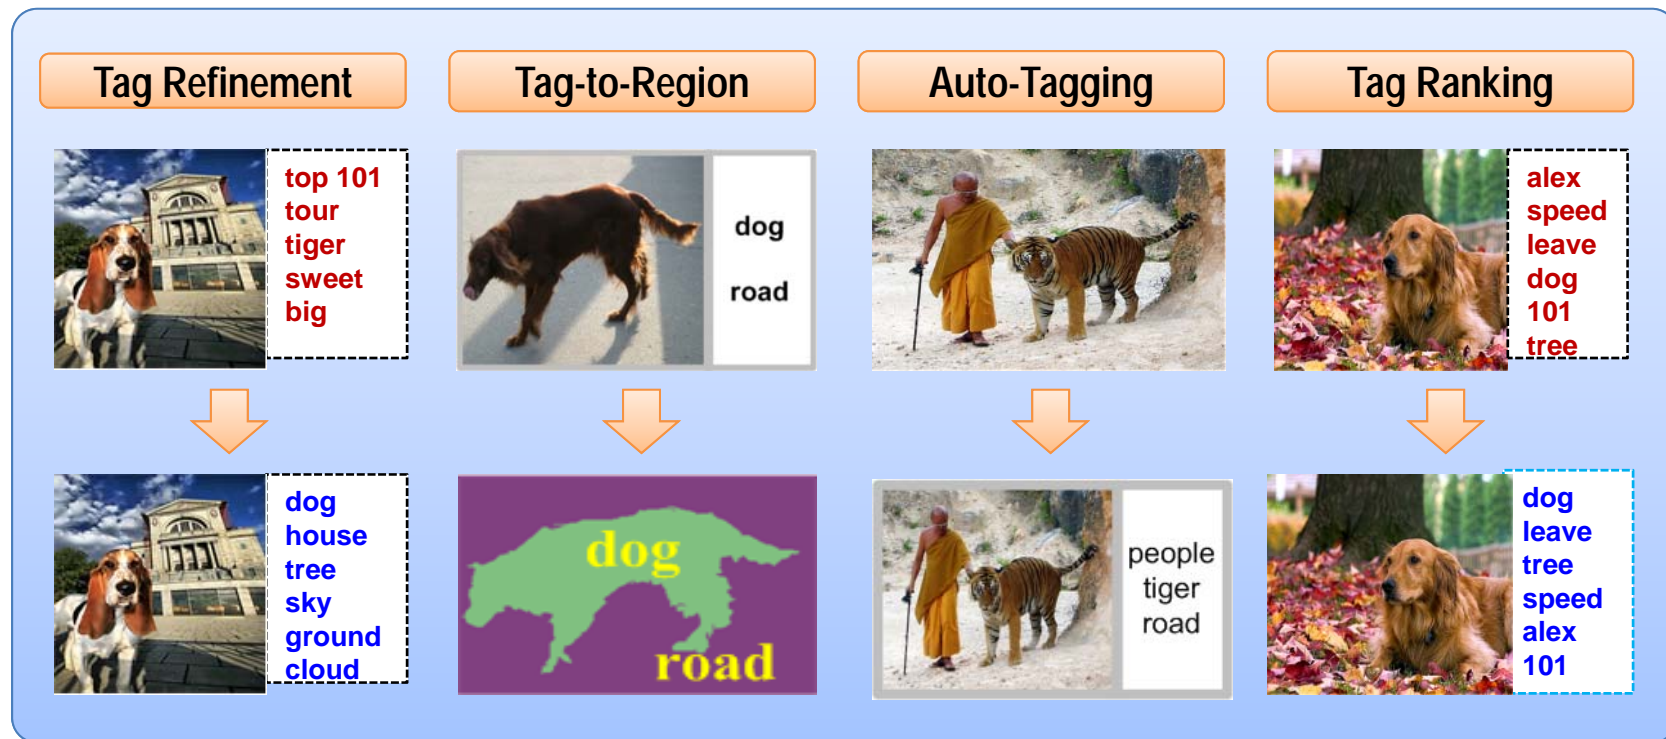 Tag Refinement
Tag-to-Region
Auto-Tagging
Tag Ranking
top 101
tour
tiger
sweet
big
dog
road
alex
speed
leave
dog
101
tree
dog
house
tree
sky
ground
cloud
dog
road
people
tiger
road
dog
leave
tree
speed
alex
101